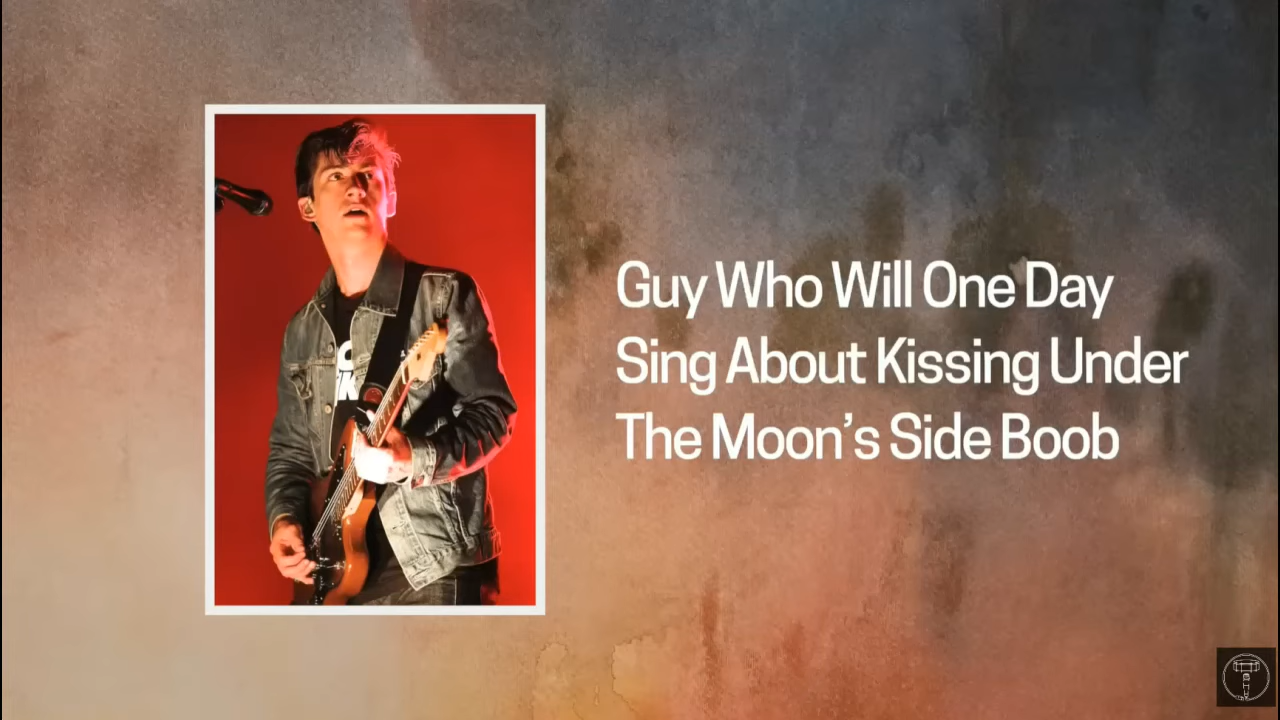 Guy Who Will One Day
Sing About Kissing Under
The Moon’s Side Boob